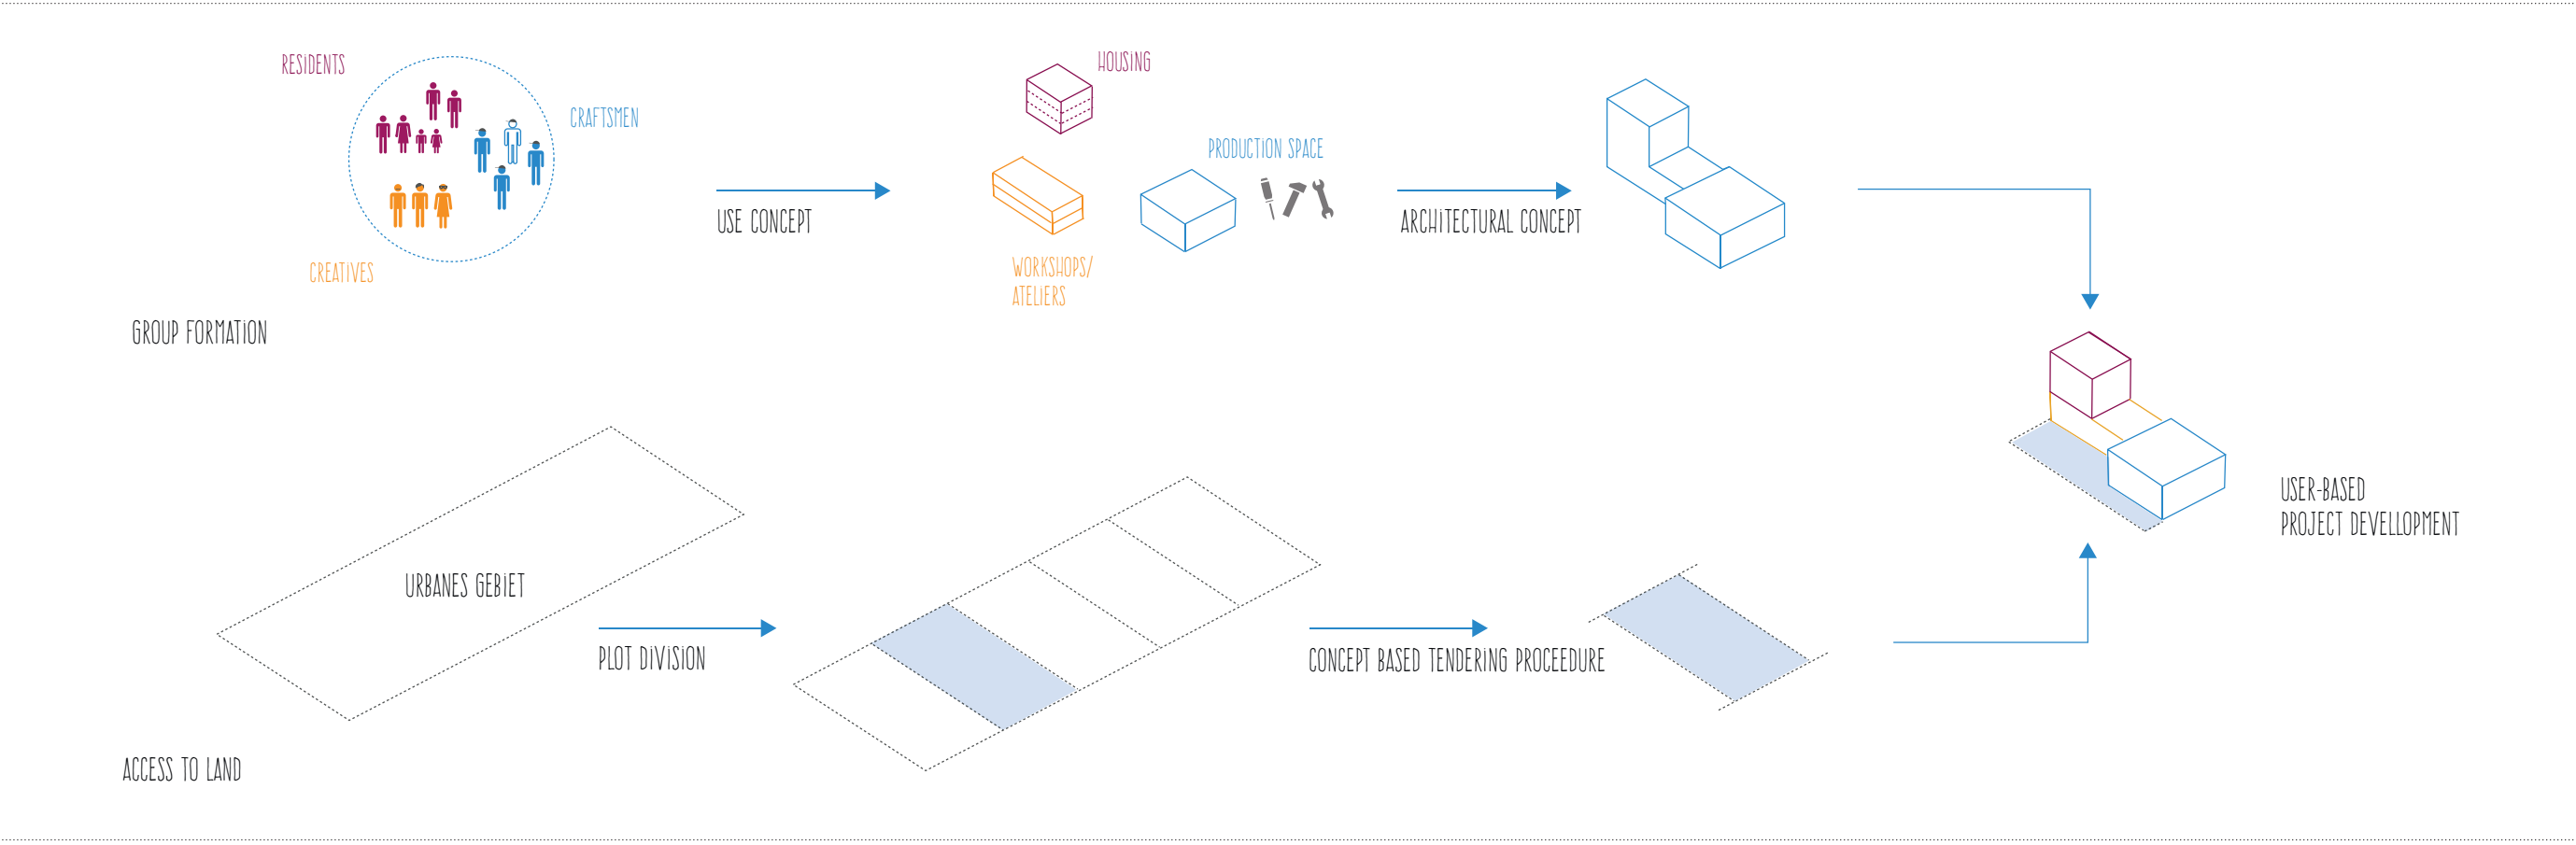 RESIDENTS
CRAFTSMEN
CREATIVES
GROUP FORMATION
USE CONCEPT
HOUSING
PRODUCTION SPACE
WORKSHOPS/
ATELIERS
ARCHITECTURAL CONCEPT
USER-BASED
PROJECT DEVELLOPMENT
URBANES GEBIET
PLOT DIVISION
CONCEPT BASED TENDERING PROCEEDURE
ACCESS TO LAND